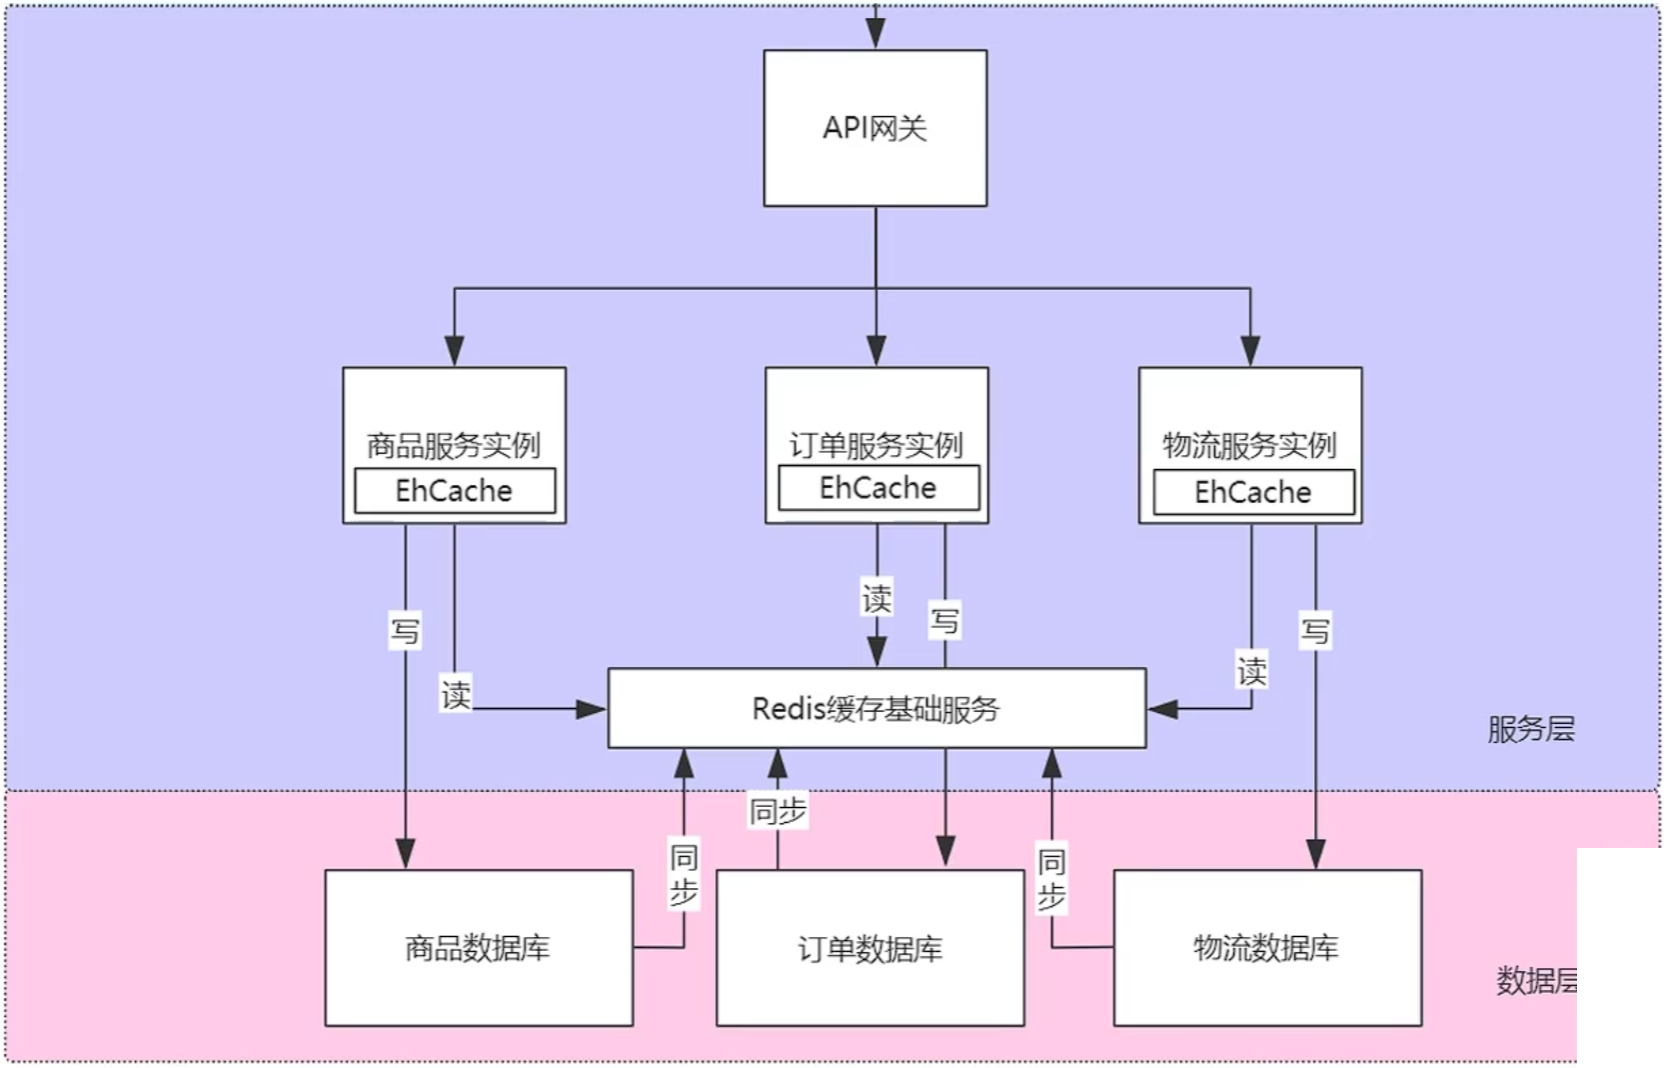 API网关
商品服务实例
EhCache
订单服务实例
EhCache
物流服务实例
EhCache
写
读
读
写
读
写
Redis缓存基础服务
服务层
同步
同步
同步
商品数据库
订单数据库
物流数据库
数据层